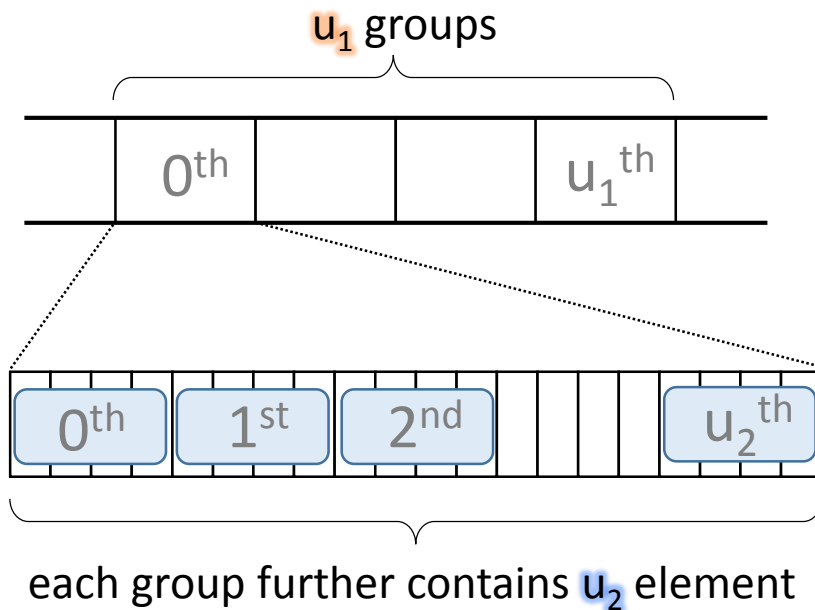 u₁ groups
0ᵗʰ u₁ᵗʰ
0ᵗʰ 1ˢᵗ 2ⁿᵈ u₂ᵗʰ
each group further contains u₂ element